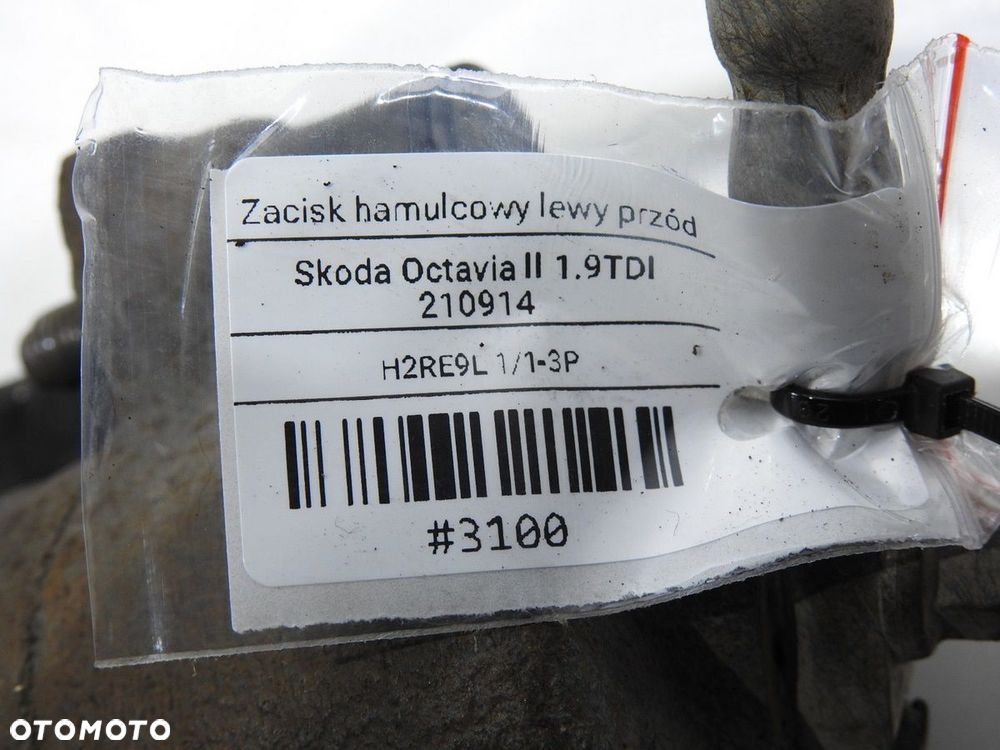 Zacisk hamulcowy lewy przód
Skoda Octavia II 1.9TDI
210914
H2RE9L 1/1-3P
#3100
OTOMOTO